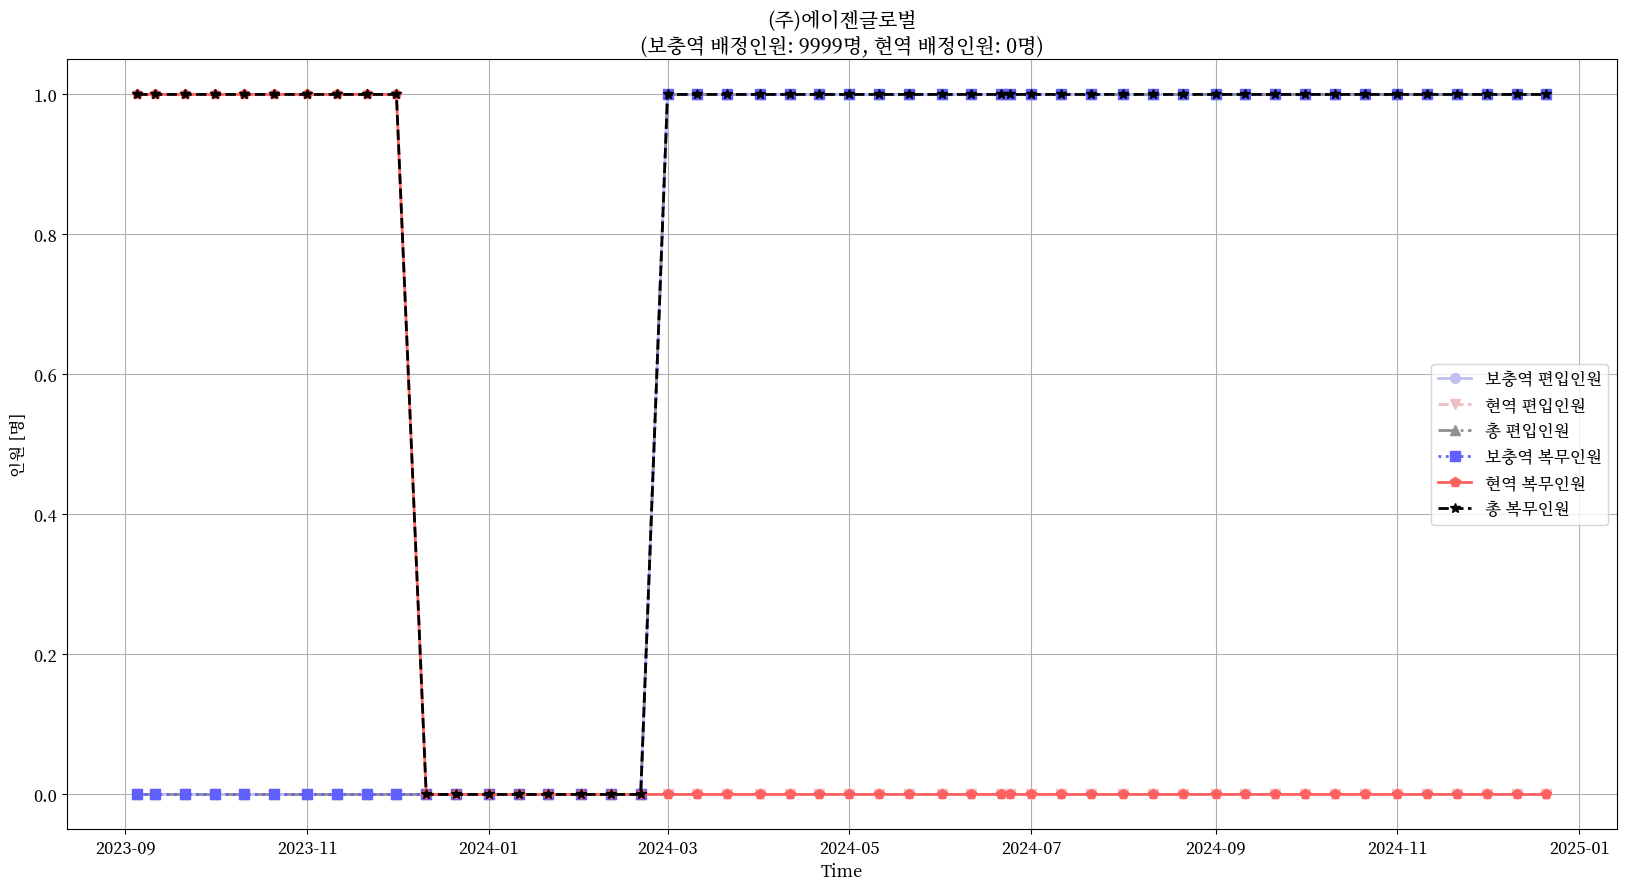 (주)에이젠글로벌
(보충역 배정인원: 9999명, 현역 배정인원: 0명)
1.0
0.8
0.6
0.4
0.2
0.0
인원 [명]
보충역 편입인원
현역 편입인원
총 편입인원
보충역 복무인원
현역 복무인원
총 복무인원
2023-09 2023-11 2024-01 2024-03 2024-05 2024-07 2024-09 2024-11 2025-01
Time